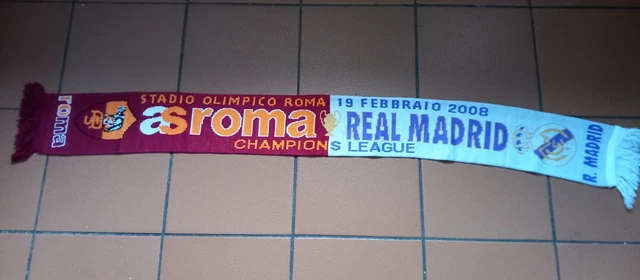 roma
STADIO OLIMPICO ROMA 19 FEBBRAIO 2008
asroma REAL MADRID
CHAMPIONS LEAGUE
R. MADRID